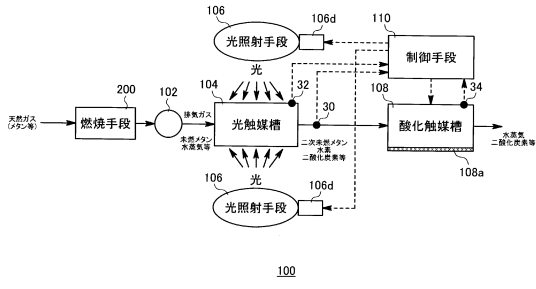 106
106d
110
光照射手段
制御手段
光
32
104
108
34
200
102
排気ガス
天然ガス
(メタン等)
燃焼手段
光触媒槽
30
酸化触媒槽
未燃メタン
水蒸気等
二次未燃メタン
水素
二酸化炭素等
水蒸気
二酸化炭素等
光
108a
106
106d
光照射手段
100